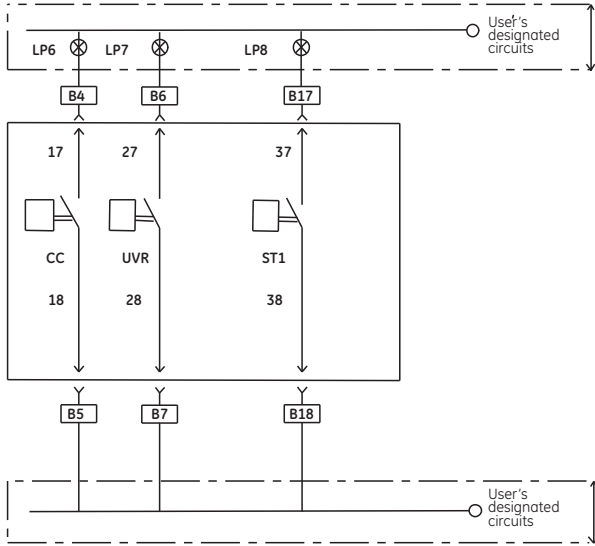 User's
designated
circuits
LP6 LP7 LP8
B4 B6 B17
17 27 37
CC UVR ST1
18 28 38
B5 B7 B18
User's
designated
circuits